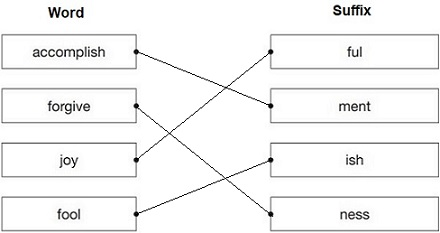 Word Suffix
accomplish ful
forgive ment
joy ish
fool ness